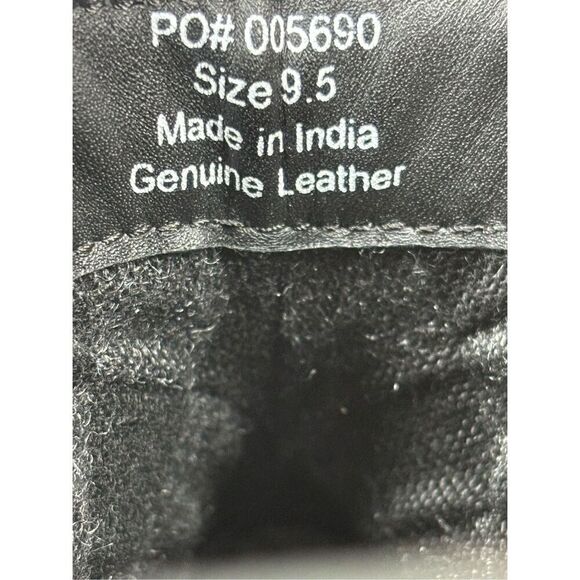 PO# 005690
Size 9.5
Made in India
Genuine Leather